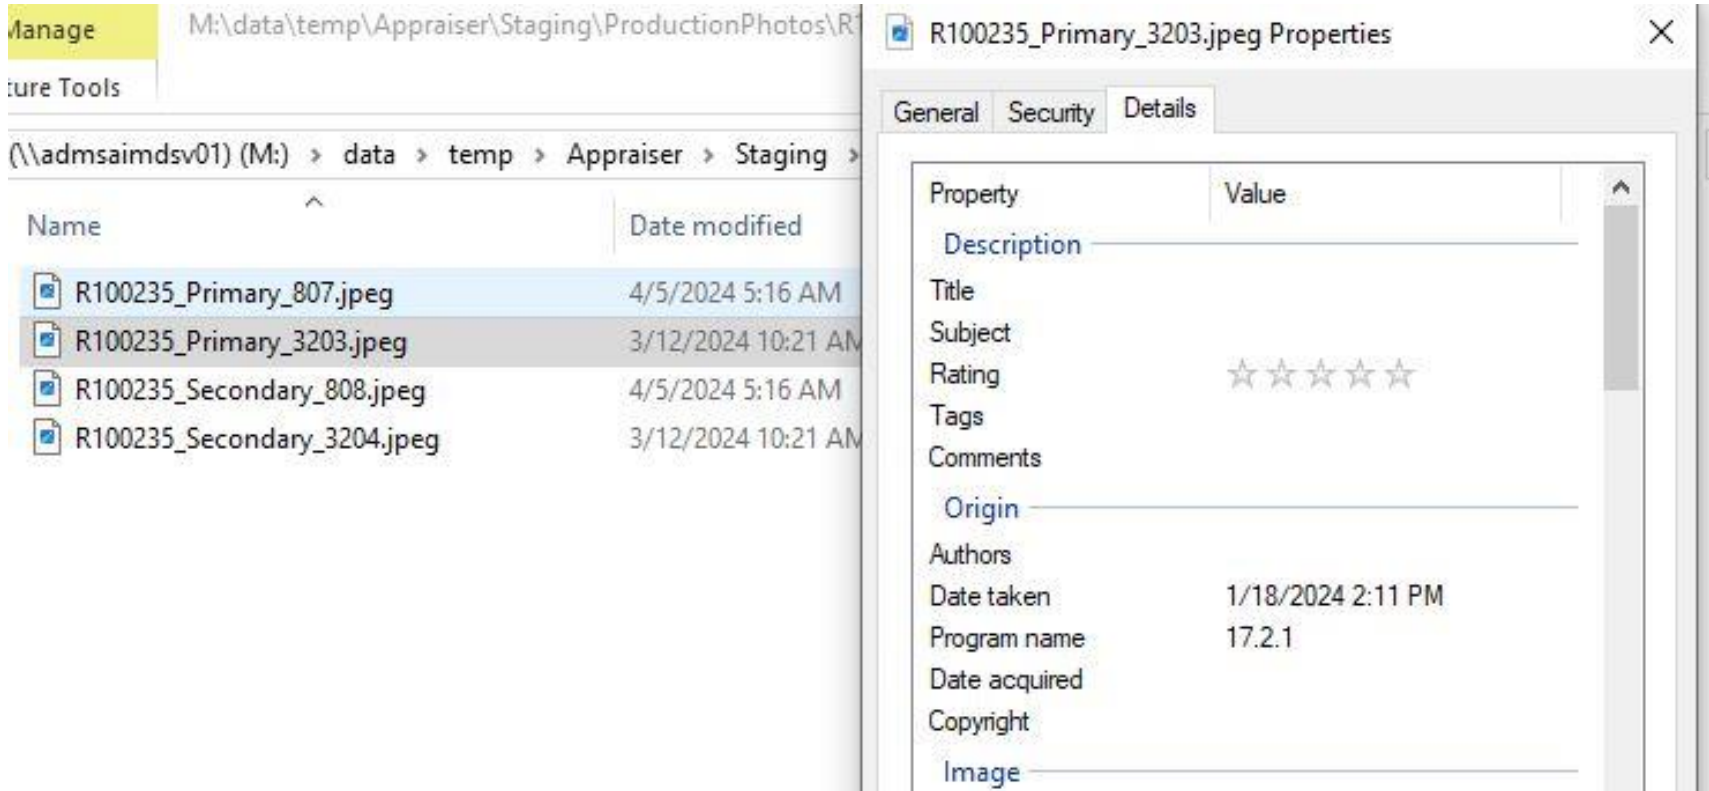 Manage
M:\data\temp\Appraiser\Staging\ProductionPhotos\R1
ture Tools
(\\admsaimdsv01) (M:) > data > temp > Appraiser > Staging >
Name Date modified
R100235_Primary_807.jpeg 4/5/2024 5:16 AM
R100235_Primary_3203.jpeg 3/12/2024 10:21 AM
R100235_Secondary_808.jpeg 4/5/2024 5:16 AM
R100235_Secondary_3204.jpeg 3/12/2024 10:21 AM
R100235_Primary_3203.jpeg Properties
General Security Details
Property Value
Description
Title
Subject
Rating
Tags
Comments
Origin
Authors
Date taken 1/18/2024 2:11 PM
Program name 17.2.1
Date acquired
Copyright
Image